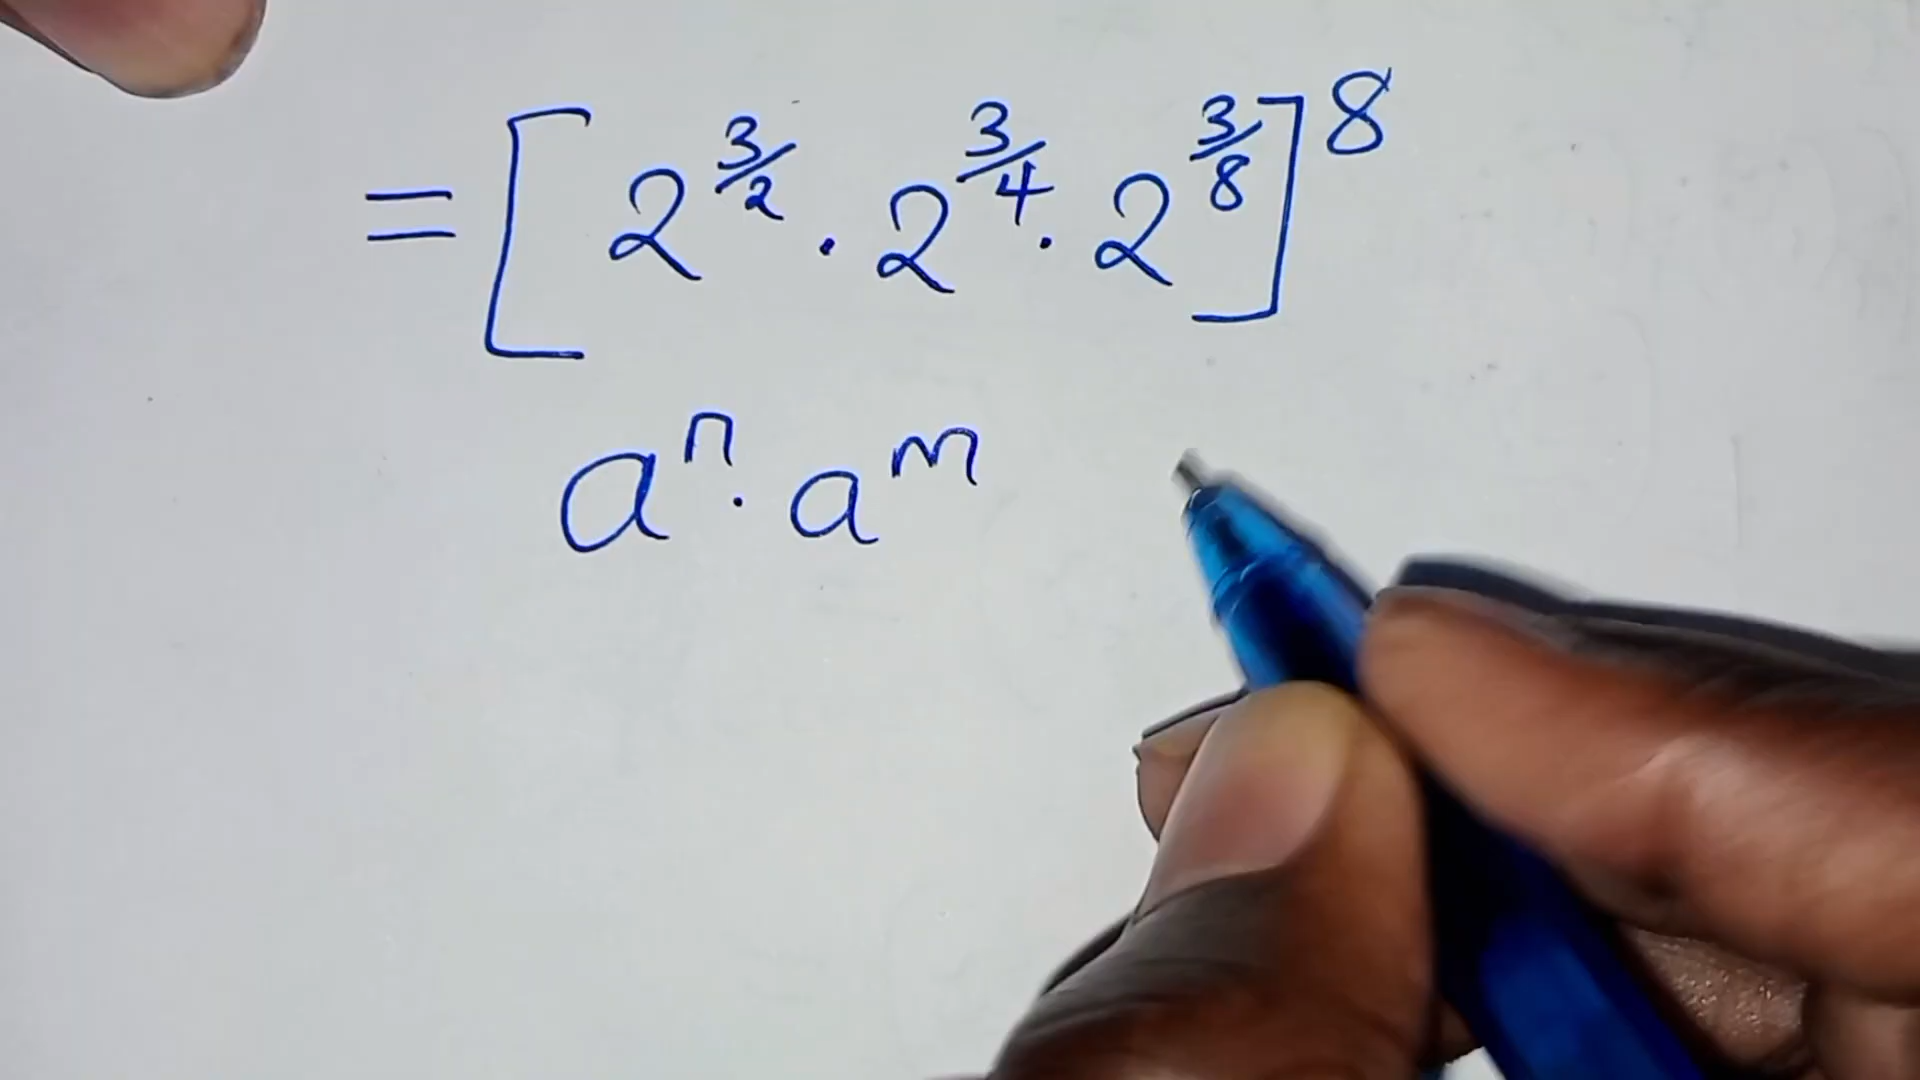 = [2^{3/2} · 2^{3/4} · 2^{3/8}]^8
a^n · a^m